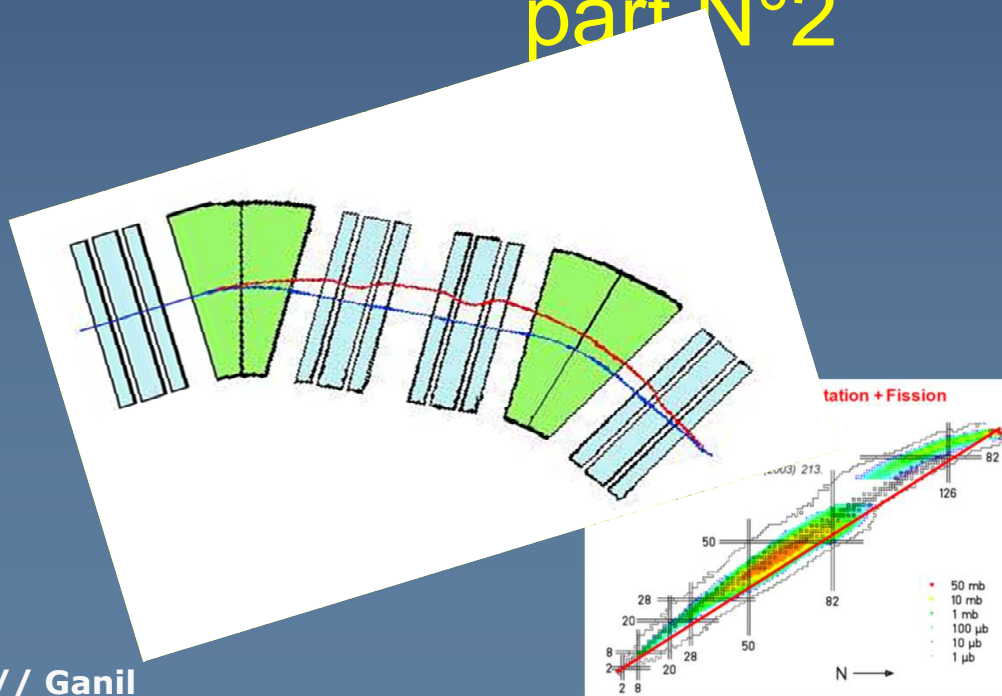 part N°2
tation + Fission
(2003) 213.
82
126
50
28
20
8
2
82
50
28
20
2 8
50 mb
10 mb
1 mb
100 µb
10 µb
1 µb
N
// Ganil